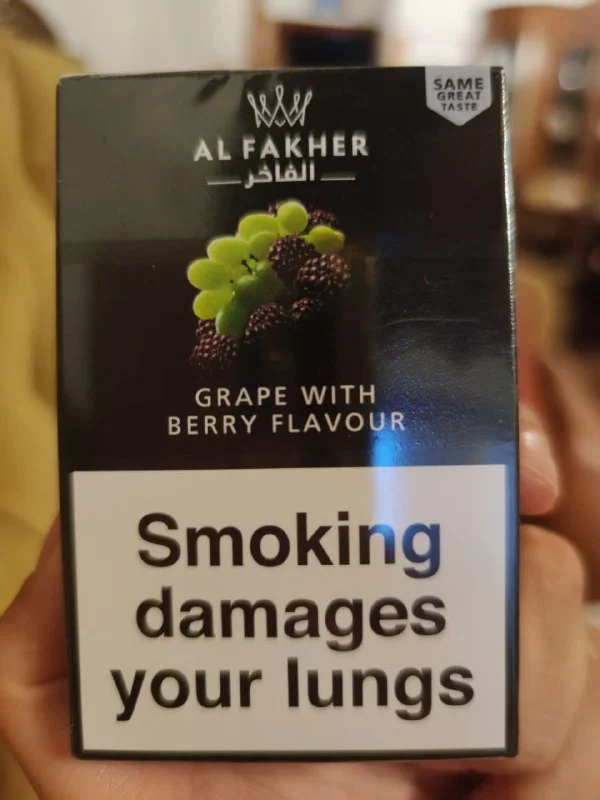 SAME
GREAT
TASTE
AL FAKHER
الفاخر
GRAPE WITH
BERRY FLAVOUR
Smoking
damages
your lungs